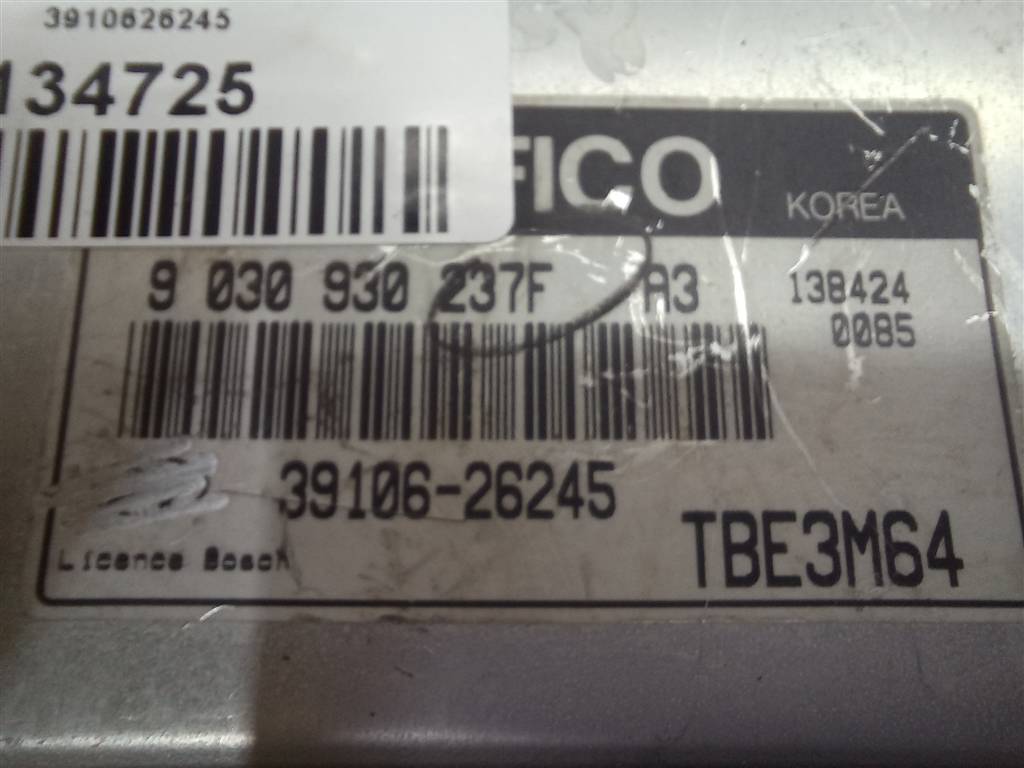 3910626245
134725
FICO
KOREA
9 030 930 237F A3 138424
0085
39106-26245
TBE3M64
Licence Bosch